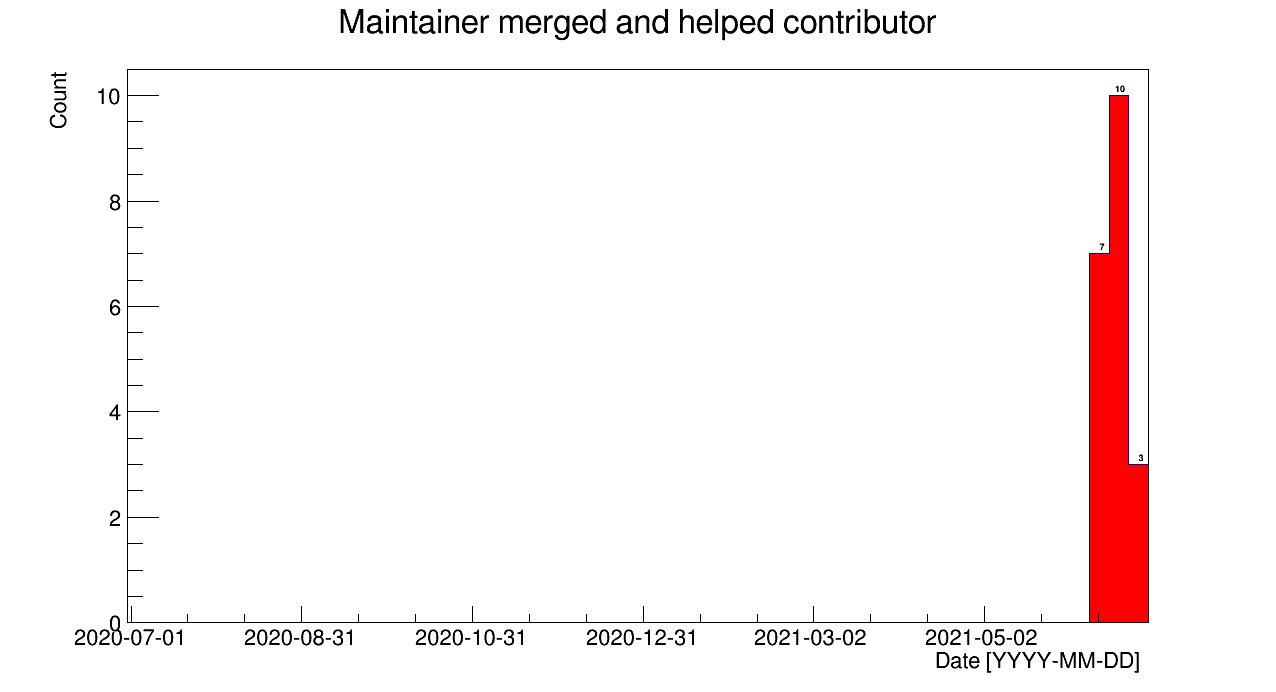 Maintainer merged and helped contributor
Count
10
8
6
4
2
0
10
7
3
2020-07-01 2020-08-31 2020-10-31 2020-12-31 2021-03-02 2021-05-02
Date [YYYY-MM-DD]